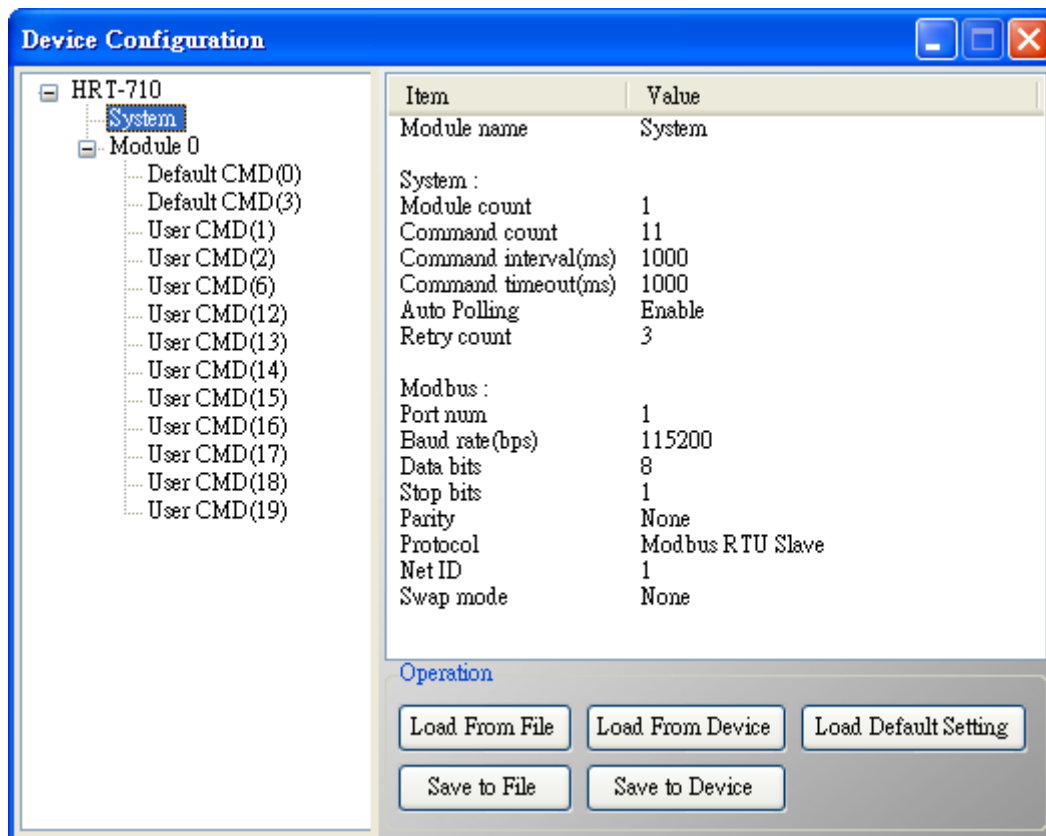 Device Configuration
HRT-710
System
Module 0
Default CMD(0)
Default CMD(3)
User CMD(1)
User CMD(2)
User CMD(6)
User CMD(12)
User CMD(13)
User CMD(14)
User CMD(15)
User CMD(16)
User CMD(17)
User CMD(18)
User CMD(19)
Item Value
Module name System
System :
Module count 1
Command count 11
Command interval(ms) 1000
Command timeout(ms) 1000
Auto Polling Enable
Retry count 3
Modbus :
Port num 1
Baud rate(bps) 115200
Data bits 8
Stop bits 1
Parity None
Protocol Modbus RTU Slave
Net ID 1
Swap mode None
Operation
Load From File Load From Device Load Default Setting
Save to File Save to Device